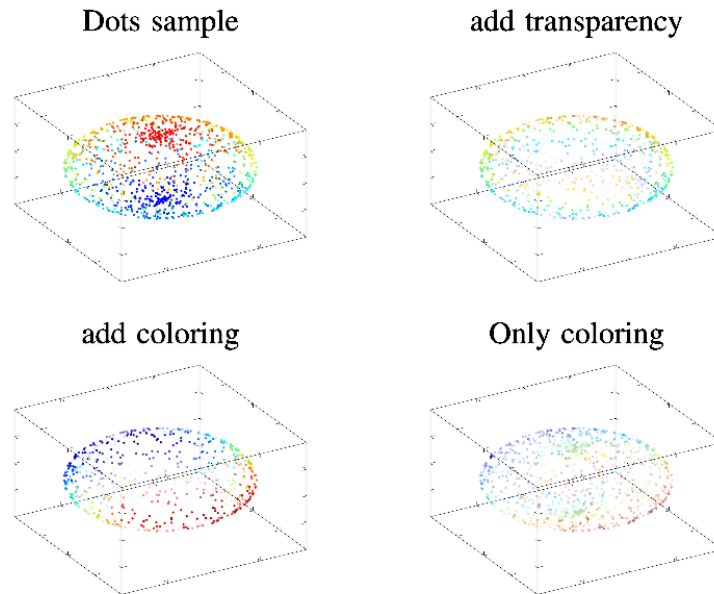 Dots sample
add transparency
add coloring
Only coloring